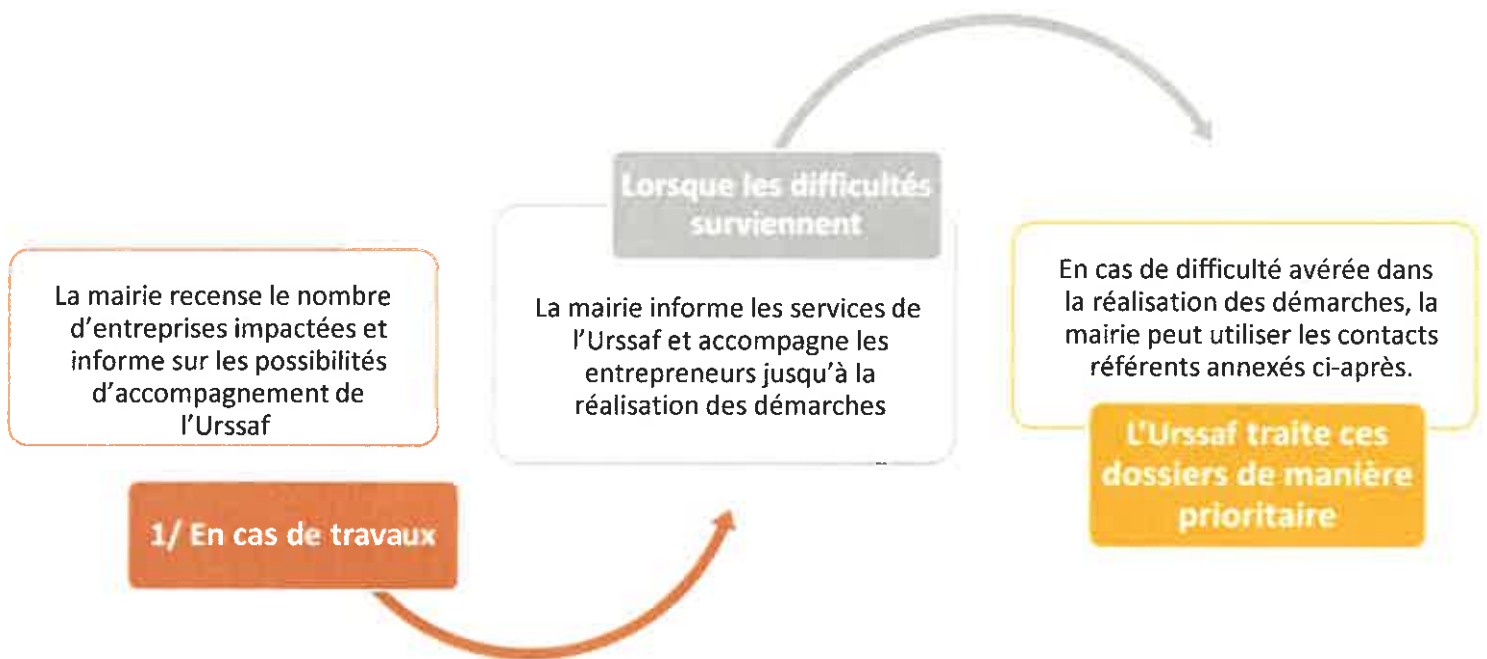 La mairie recense le nombre
d'entreprises impactées et
informe sur les possibilités
d'accompagnement de
l'Urssaf
1/ En cas de travaux
Lorsque les difficultés
surviennent
La mairie informe les services de
l'Urssaf et accompagne les
entrepreneurs jusqu'à la
réalisation des démarches
En cas de difficulté avérée dans
la réalisation des démarches, la
mairie peut utiliser les contacts
référents annexés ci-après.
L'Urssaf traite ces
dossiers de manière
prioritaire